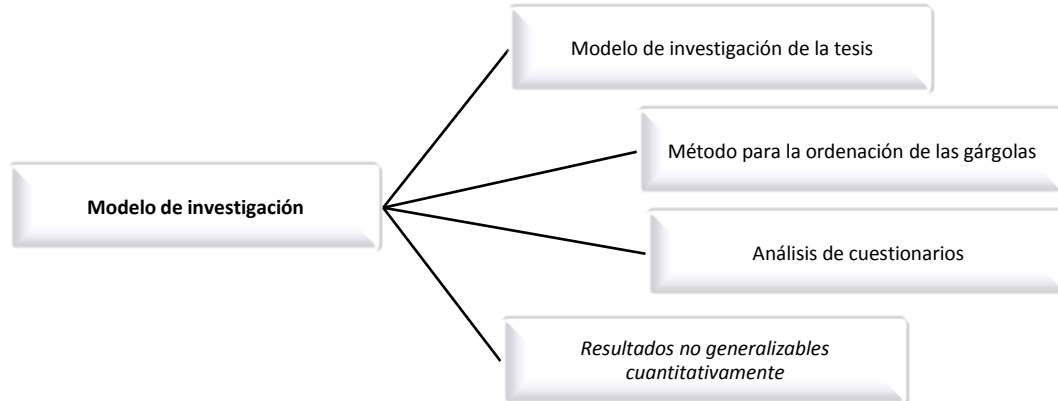 Modelo de investigación de la tesis
Método para la ordenación de las gárgolas
Modelo de investigación
Análisis de cuestionarios
Resultados no generalizables
cuantitativamente